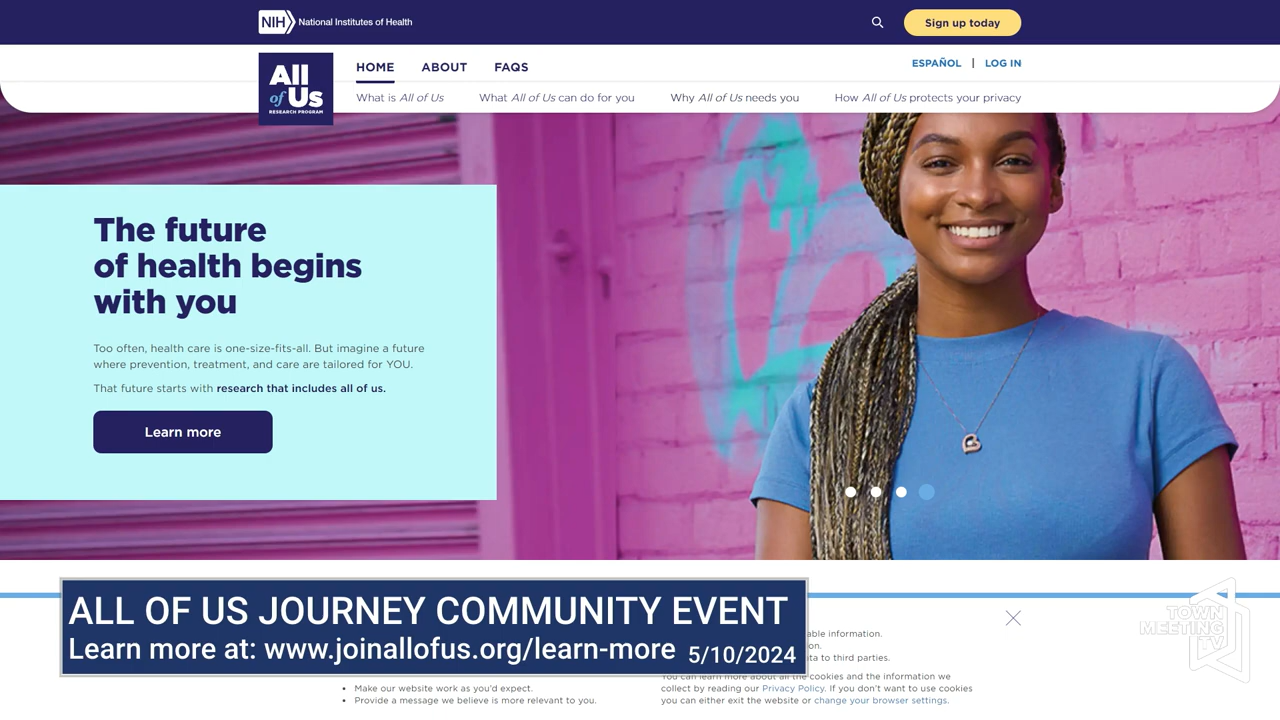 NIH National Institutes of Health
Sign up today
All
of Us
RESEARCH PROGRAM
HOME ABOUT FAQS
ESPAÑOL | LOG IN
What is All of Us What All of Us can do for you Why All of Us needs you How All of Us protects your privacy
The future
of health begins
with you
Too often, health care is one-size-fits-all. But imagine a future
where prevention, treatment, and care are tailored for YOU.
That future starts with research that includes all of us.
Learn more
ALL OF US JOURNEY COMMUNITY EVENT
Learn more at: www.joinallofus.org/learn-more 5/10/2024
TOWN
MEETING
TV
able information.
on.
to third parties.
You can learn more about all the cookies and the information we
collect by reading our Privacy Policy. If you don't want to use cookies
you can either exit the website or change your browser settings.
• Make our website work as you'd expect.
• Provide a message we believe is more relevant to you.